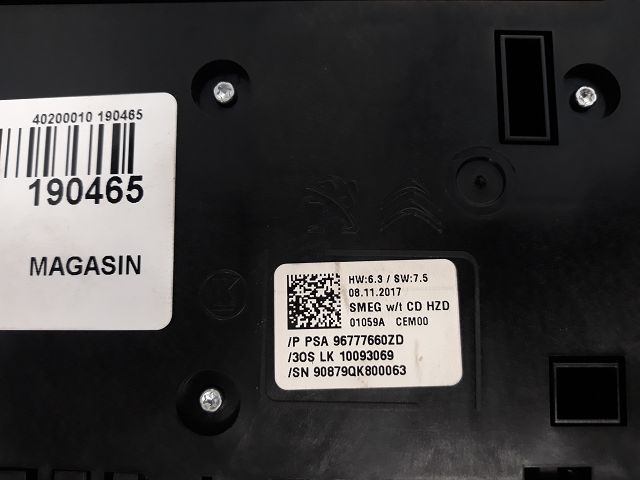 40200010 190465
190465
MAGASIN
HW:6.3 / SW:7.5
08.11.2017
SMEG w/t CD HZD
01059A CEM00
/P PSA 96777660ZD
/3OS LK 10093069
/SN 90879QK800063